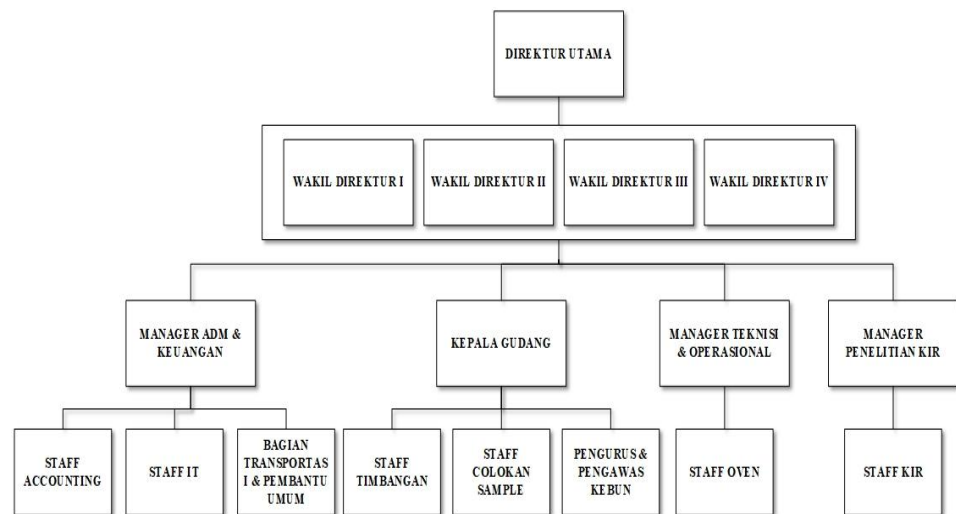 DIREKTUR UTAMA
WAKIL DIREKTUR I
WAKIL DIREKTUR II
WAKIL DIREKTUR III
WAKIL DIREKTUR IV
MANAGER ADM &
KEUANGAN
KEPALA GUDANG
MANAGER TEKNISI
& OPERASIONAL
MANAGER
PENELITIAN KIR
STAFF
ACCOUNTING
STAFF IT
BAGIAN
TRANSPORTAS
I & PEMBANTU
UMUM
STAFF
TIMBANGAN
STAFF
COLOKAN
SAMPLE
PENGURUS &
PENGAWAS
KEBUN
STAFF OVEN
STAFF KIR